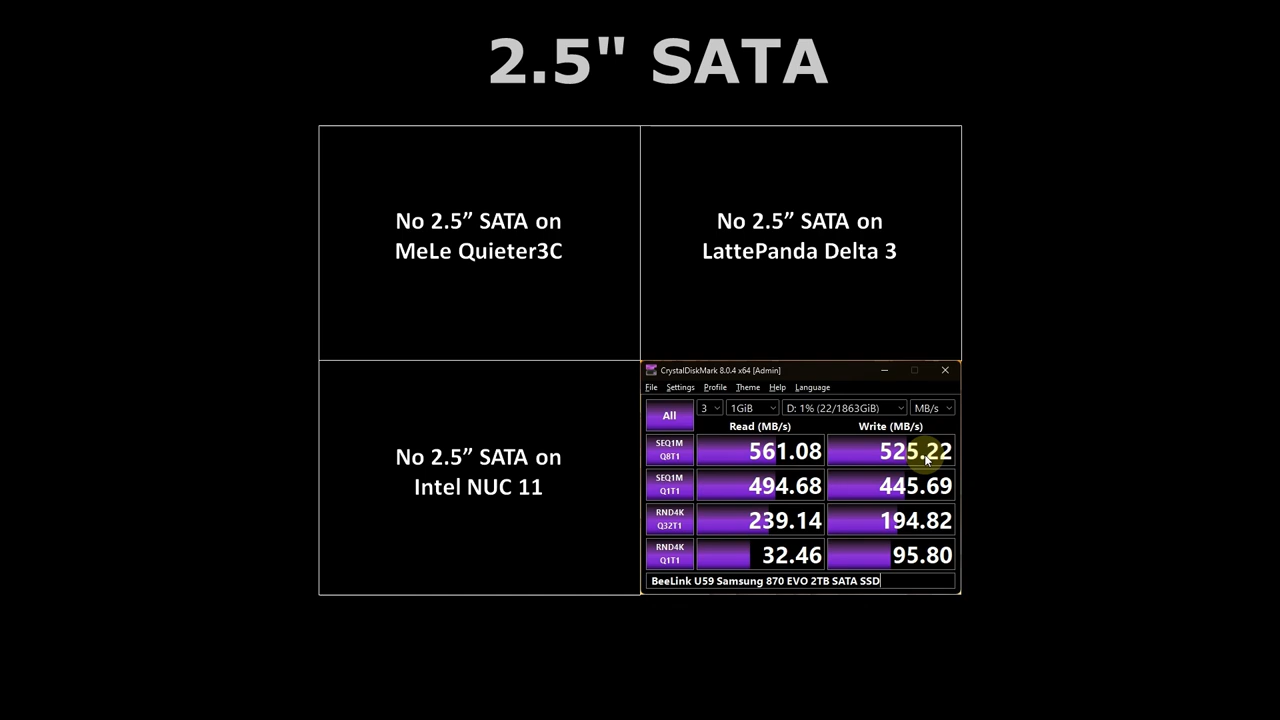 2.5" SATA
No 2.5” SATA on
MeLe Quieter3C
No 2.5” SATA on
LattePanda Delta 3
No 2.5” SATA on
Intel NUC 11
CrystalDiskMark 8.0.4 x64 [Admin]
File Settings Profile Theme Help Language
All 3 1GiB D: 1% (22/1863GiB) MB/s
Read (MB/s) Write (MB/s)
SEQ1M
Q8T1 561.08 525.22
SEQ1M
Q1T1 494.68 445.69
RND4K
Q32T1 239.14 194.82
RND4K
Q1T1 32.46 95.80
BeeLink U59 Samsung 870 EVO 2TB SATA SSD